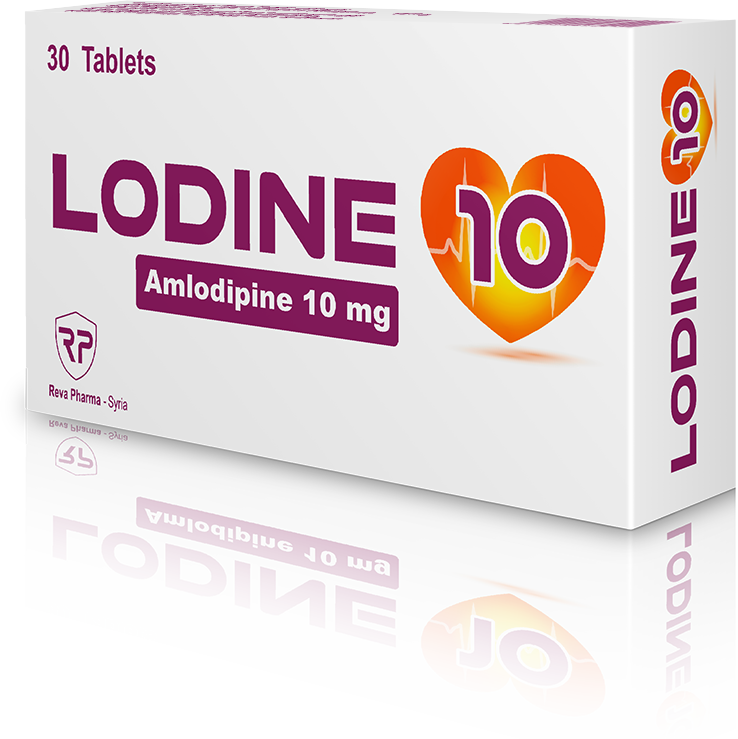 30 Tablets
LODINE 10
Amlodipine 10 mg
RP
Reva Pharma - Syria
LODINE 10